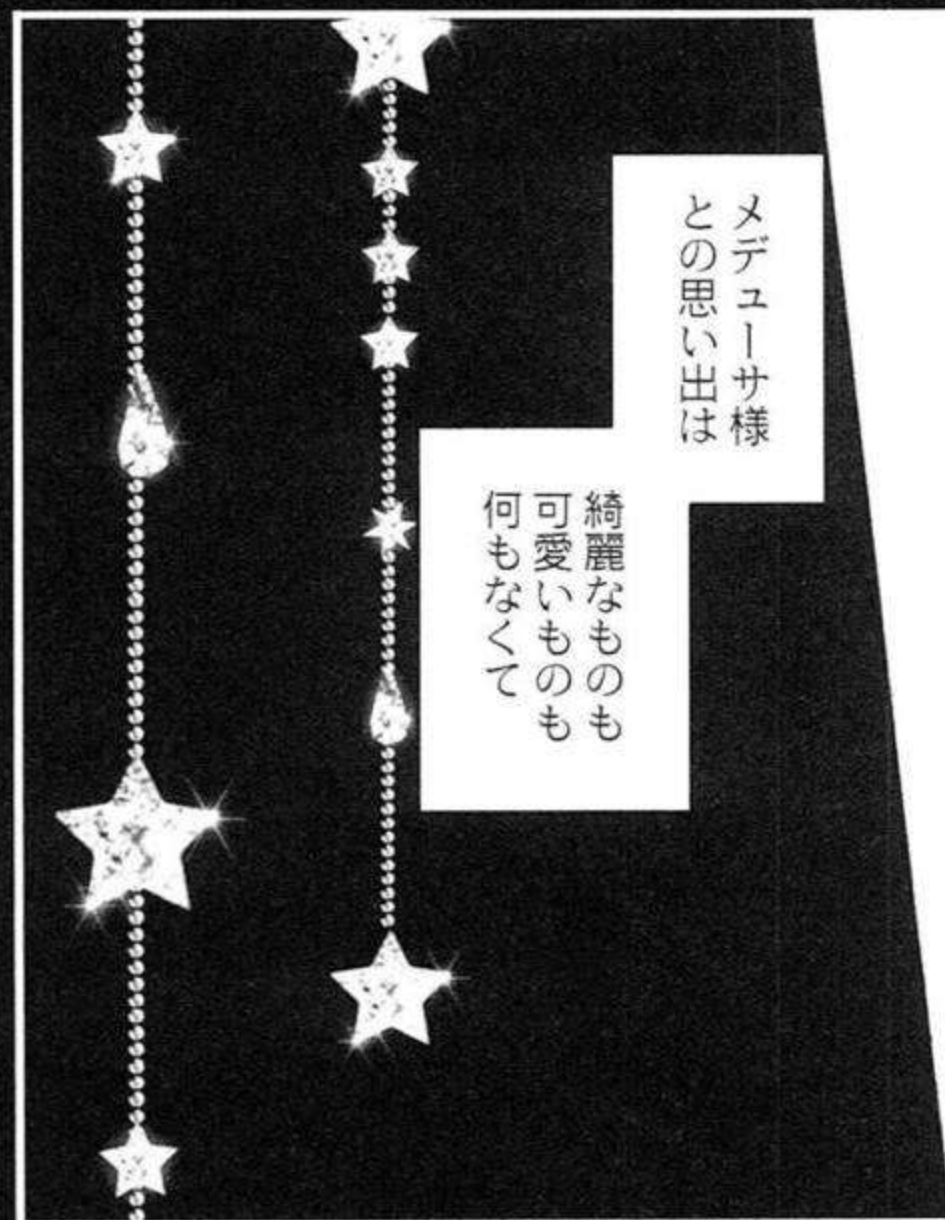 メデューサ様
との思い出は
綺麗なものも
可愛いものも
何もなくて